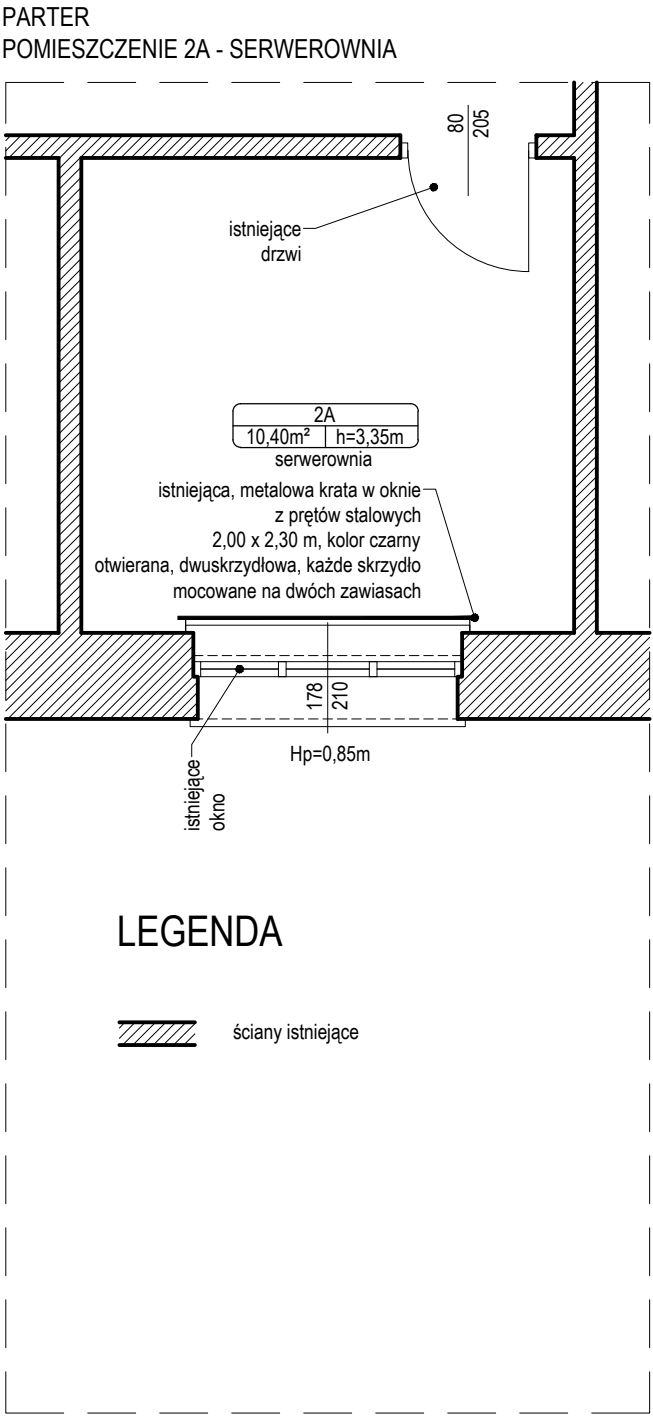 PARTER
POMIESZCZENIE 2A - SERWEROWNIA
80
205
istniejące
drzwi
2A
10,40m² h=3,35m
serwerownia
istniejąca, metalowa krata w oknie
z prętów stalowych
2,00 x 2,30 m, kolor czarny
otwierana, dwuskrzydłowa, każde skrzydło
mocowane na dwóch zawiasach
178
210
Hp=0,85m
istniejące
okno
LEGENDA
ściany istniejące